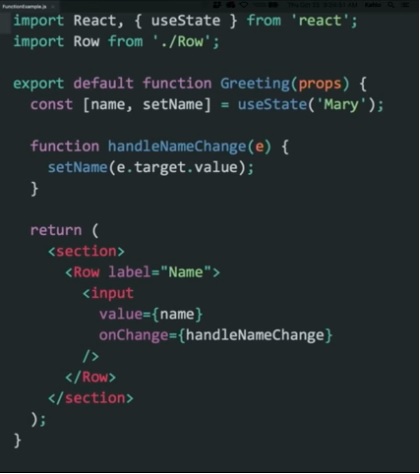 FunctionExample.js
import React, { useState } from 'react';
import Row from './Row';
export default function Greeting(props) {
const [name, setName] = useState('Mary');
function handleNameChange(e) {
setName(e.target.value);
}
return (
<section>
<Row label="Name">
<input
value={name}
onChange={handleNameChange}
/>
</Row>
</section>
);
}